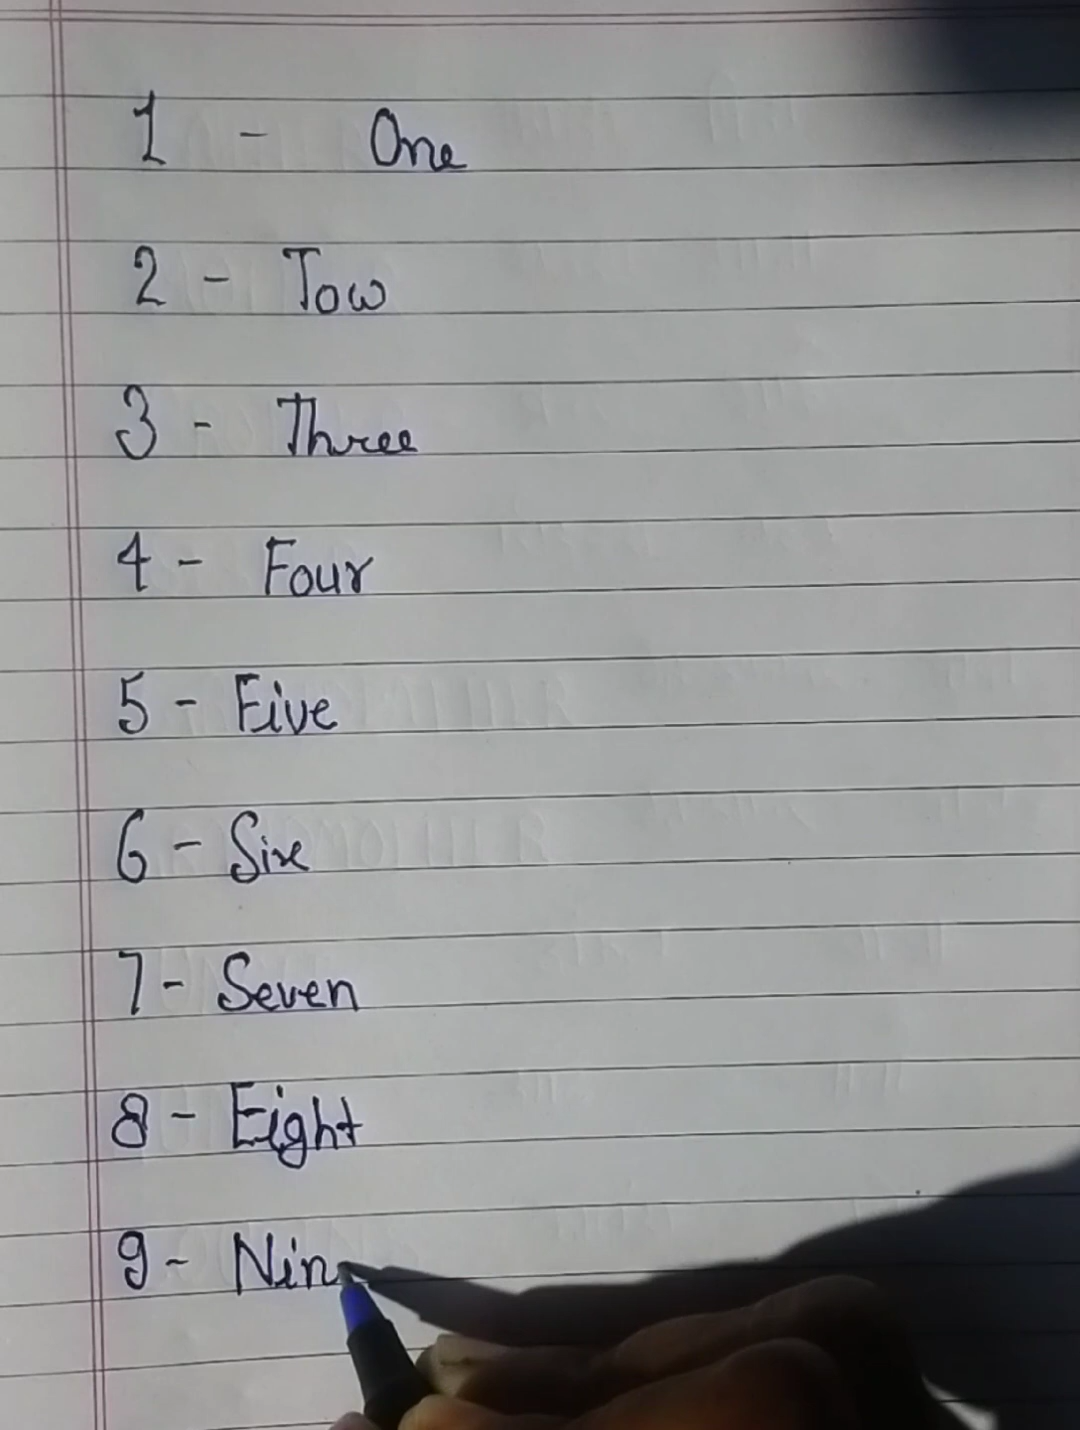 1 - One
2 - Tow
3 - Three
4 - Four
5 - Five
6 - Six
7 - Seven
8 - Eight
9 - Nin